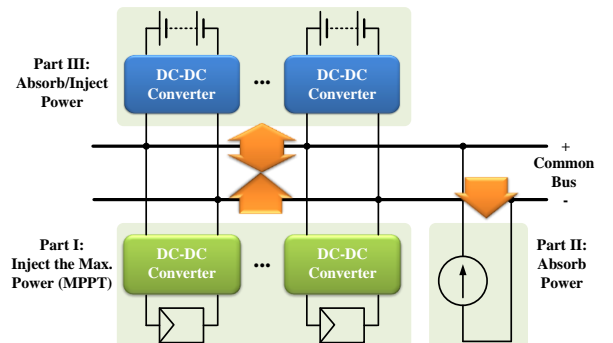 Part III:
Absorb/Inject
Power
DC-DC
Converter
...
DC-DC
Converter
+
Common
Bus
-
Part I:
Inject the Max.
Power (MPPT)
DC-DC
Converter
...
DC-DC
Converter
Part II:
Absorb
Power